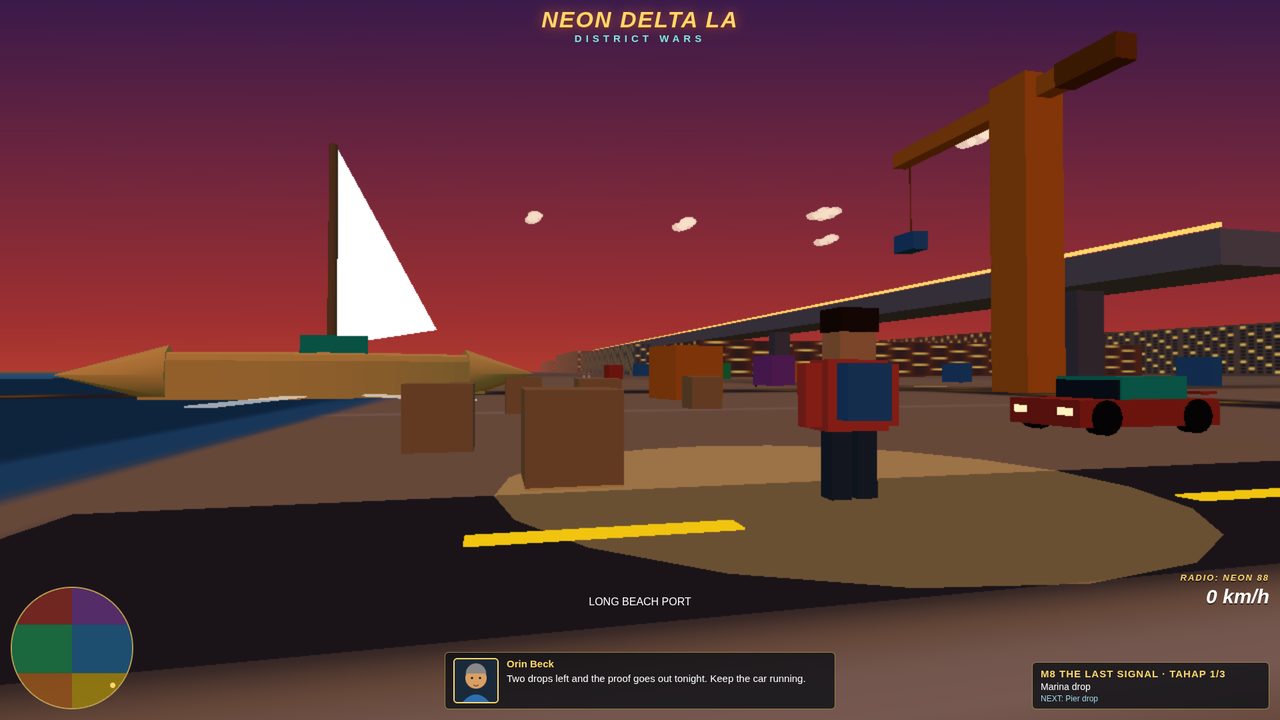 NEON DELTA LA
DISTRICT WARS
RADIO: NEON 88
0 km/h
LONG BEACH PORT
Orin Beck
Two drops left and the proof goes out tonight. Keep the car running.
M8 THE LAST SIGNAL · TAHAP 1/3
Marina drop
NEXT: Pier drop